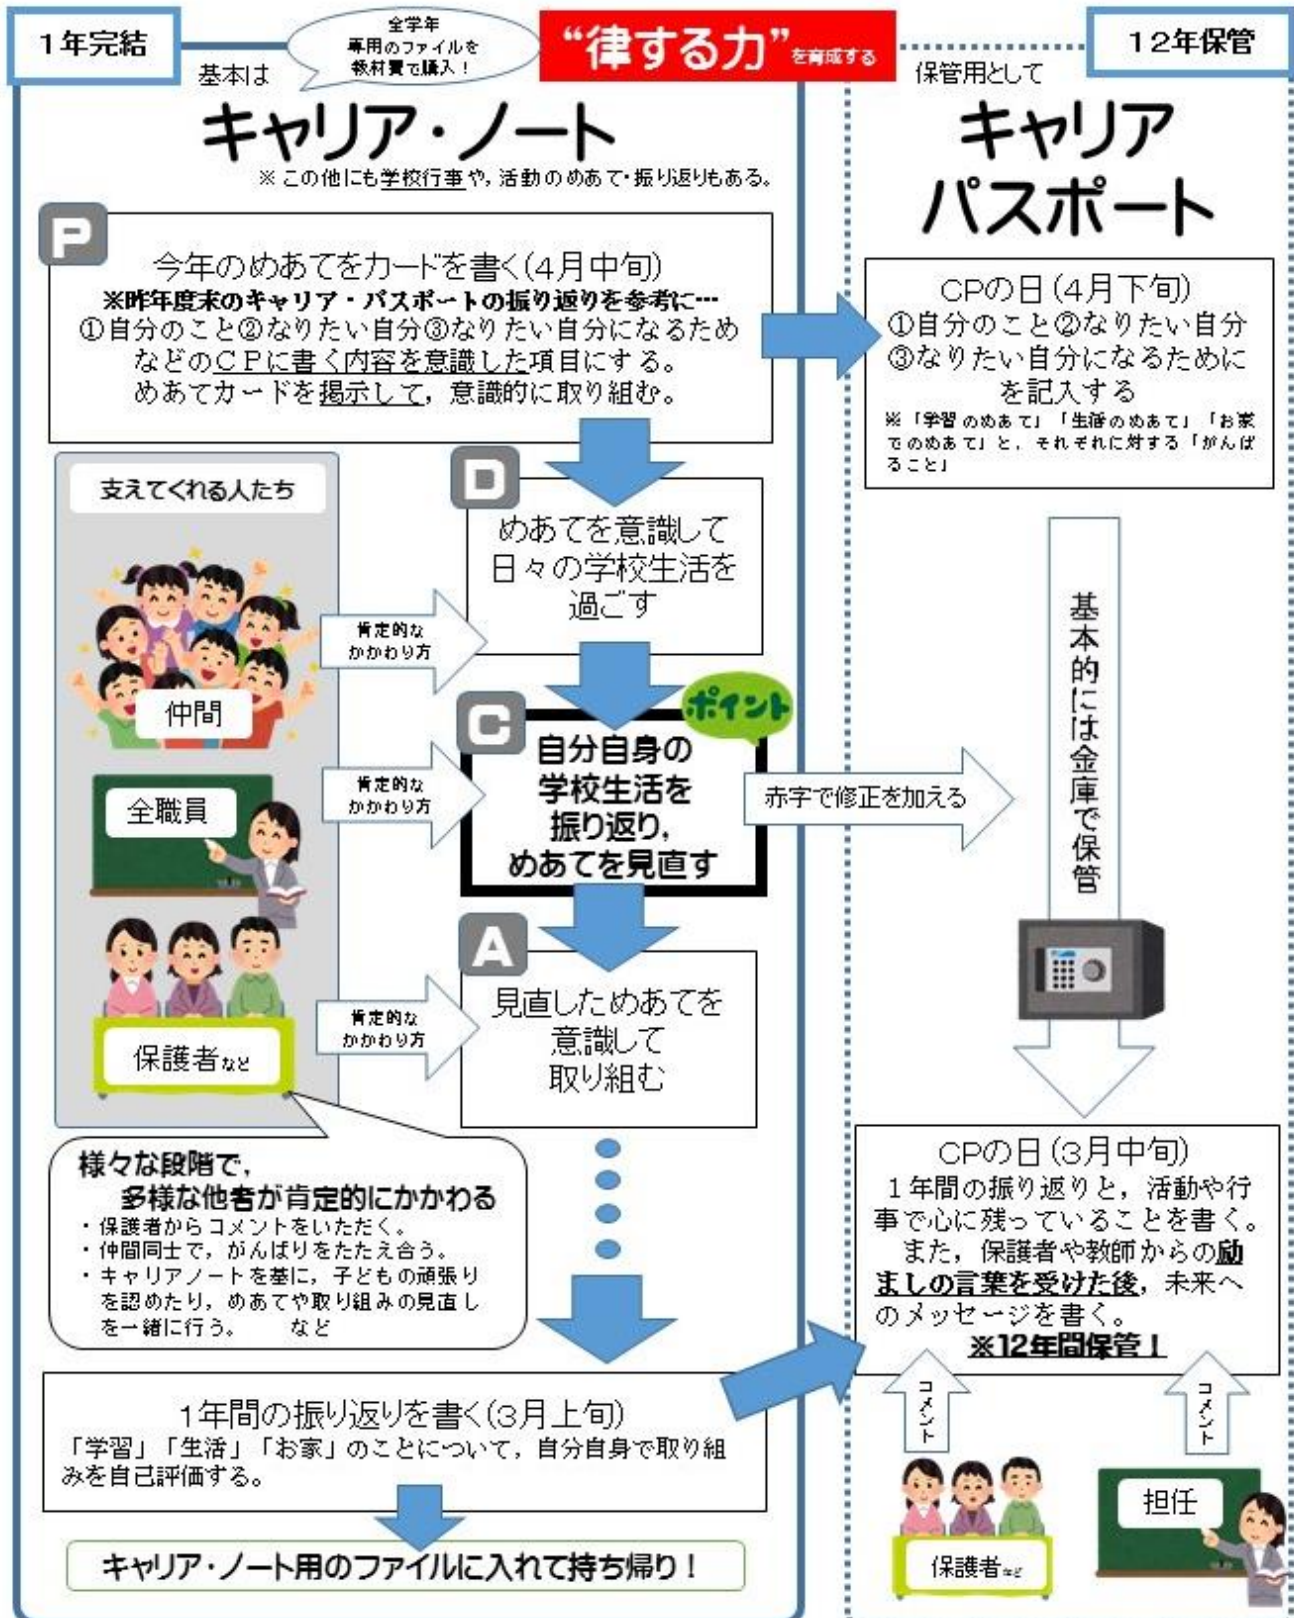 1年完結
全学年
専用のファイルを
教材費で購入！
“律する力”を育成する
12年保管
基本は
キャリア・ノート
※この他にも学校行事や，活動のめあて・振り返りもある。
保管用として
キャリア
パスポート
P
今年のめあてをカードを書く(4月中旬)
※昨年度末のキャリア・パスポートの振り返りを参考に…
①自分のこと②なりたい自分③なりたい自分になるため
などのＣＰに書く内容を意識した項目にする。
めあてカードを掲示して，意識的に取り組む。
CPの日(4月下旬)
①自分のこと②なりたい自分
③なりたい自分になるために
を記入する
※「学習のめあて」「生活のめあて」「お家
でのめあて」と，それぞれに対する「がんば
ること」
支えてくれる人たち
仲間
全職員
保護者など
肯定的な
かかわり方
肯定的な
かかわり方
肯定的な
かかわり方
D
めあてを意識して
日々の学校生活を
過ごす
C
ポイント
自分自身の
学校生活を
振り返り，
めあてを見直す
赤字で修正を加える
基本的には金庫で保管
A
見直しためあてを
意識して
取り組む
様々な段階で，
多様な他者が肯定的にかかわる
・保護者からコメントをいただく。
・仲間同士で，がんばりをたたえ合う。
・キャリアノートを基に，子どもの頑張り
を認めたり，めあてや取り組みの見直し
を一緒に行う。　など
CPの日(3月中旬)
1年間の振り返りと，活動や行
事で心に残っていることを書く。
また，保護者や教師からの励
ましの言葉を受けた後，未来へ
のメッセージを書く。
※12年間保管！
コメント
コメント
保護者など
担任
1年間の振り返りを書く(3月上旬)
「学習」「生活」「お家」のことについて，自分自身で取り組
みを自己評価する。
キャリア・ノート用のファイルに入れて持ち帰り！